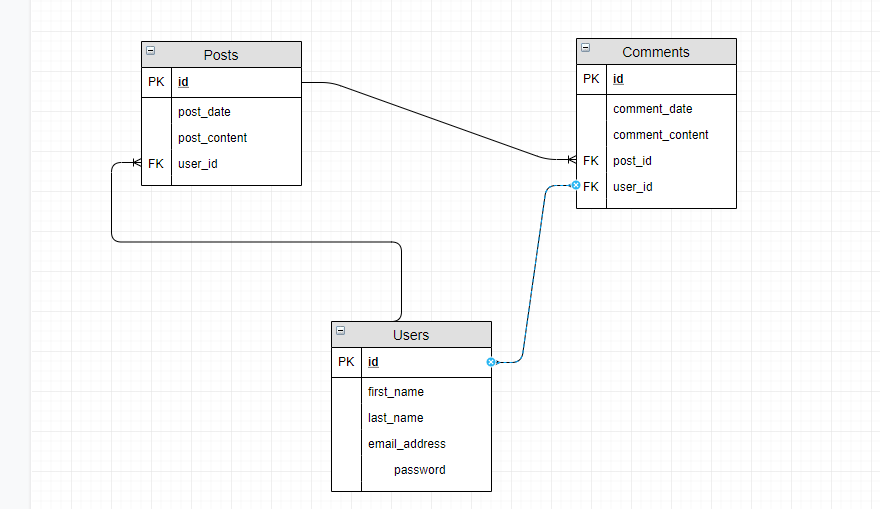 Posts
PK id
post_date
post_content
FK user_id
Comments
PK id
comment_date
comment_content
FK post_id
FK user_id
Users
PK id
first_name
last_name
email_address
password